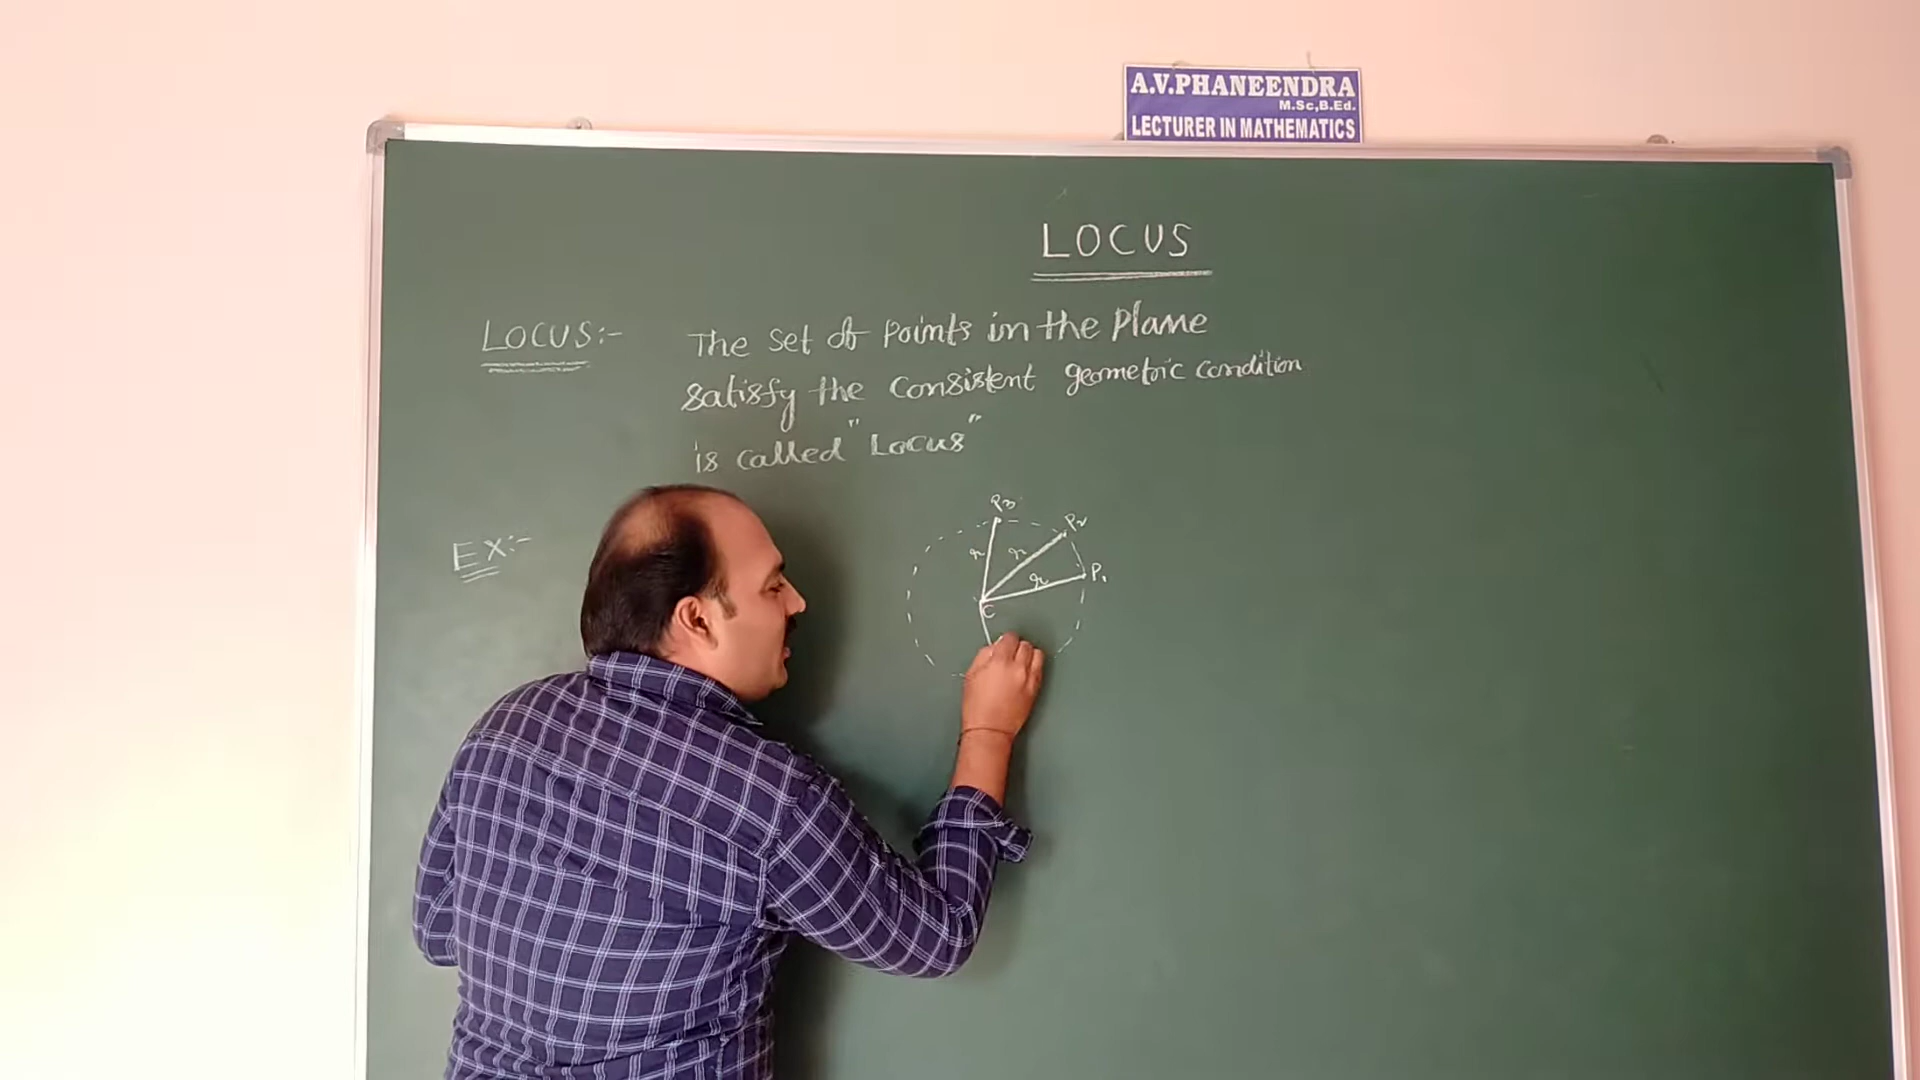 A.V.PHANEENDRA
M.Sc,B.Ed.
LECTURER IN MATHEMATICS
LOCUS
LOCUS:-
The set of points in the plane
satisfy the consistent geometric condition
is called "Locus"
EX:-
P3
P2
r
r
r
P1
C